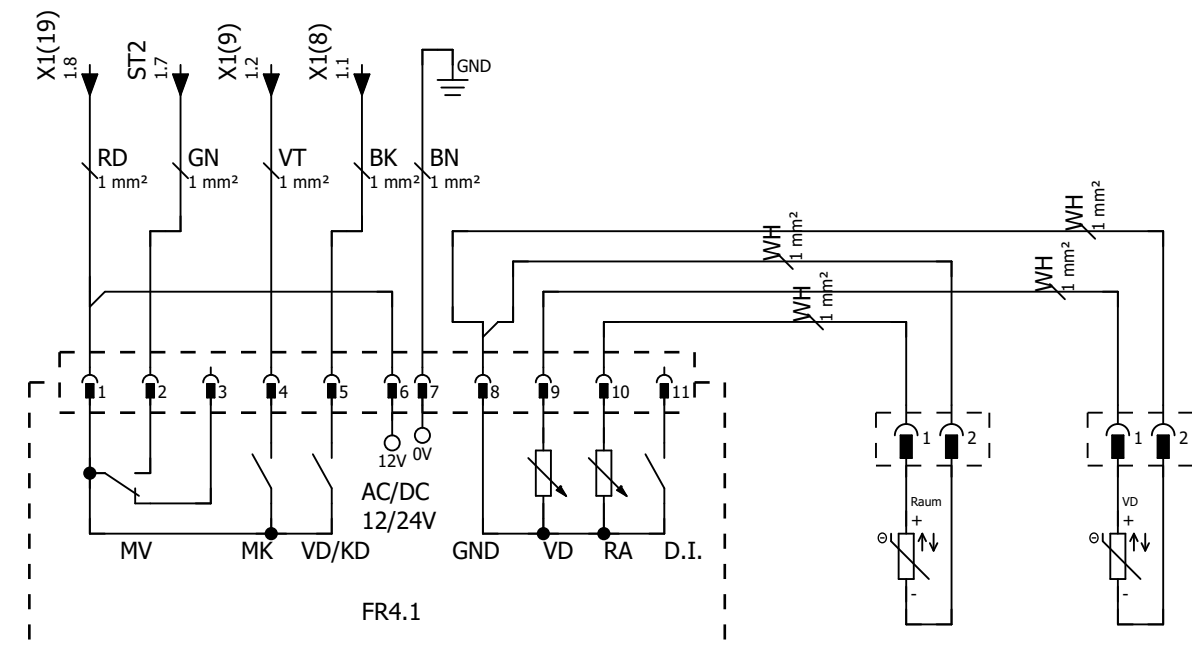 X1(19)
1.8
ST2
1.7
X1(9)
1.2
X1(8)
1.1
GND
RD
1 mm²
GN
1 mm²
VT
1 mm²
BK
1 mm²
BN
1 mm²
WH
1 mm²
WH
1 mm²
WH
1 mm²
WH
1 mm²
1
2
3
4
5
6
7
8
9
10
11
1
2
1
2
12V
0V
AC/DC
12/24V
MV
MK
VD/KD
GND
VD
RA
D.I.
FR4.1
Raum
+
Θ
-
VD
+
Θ
-